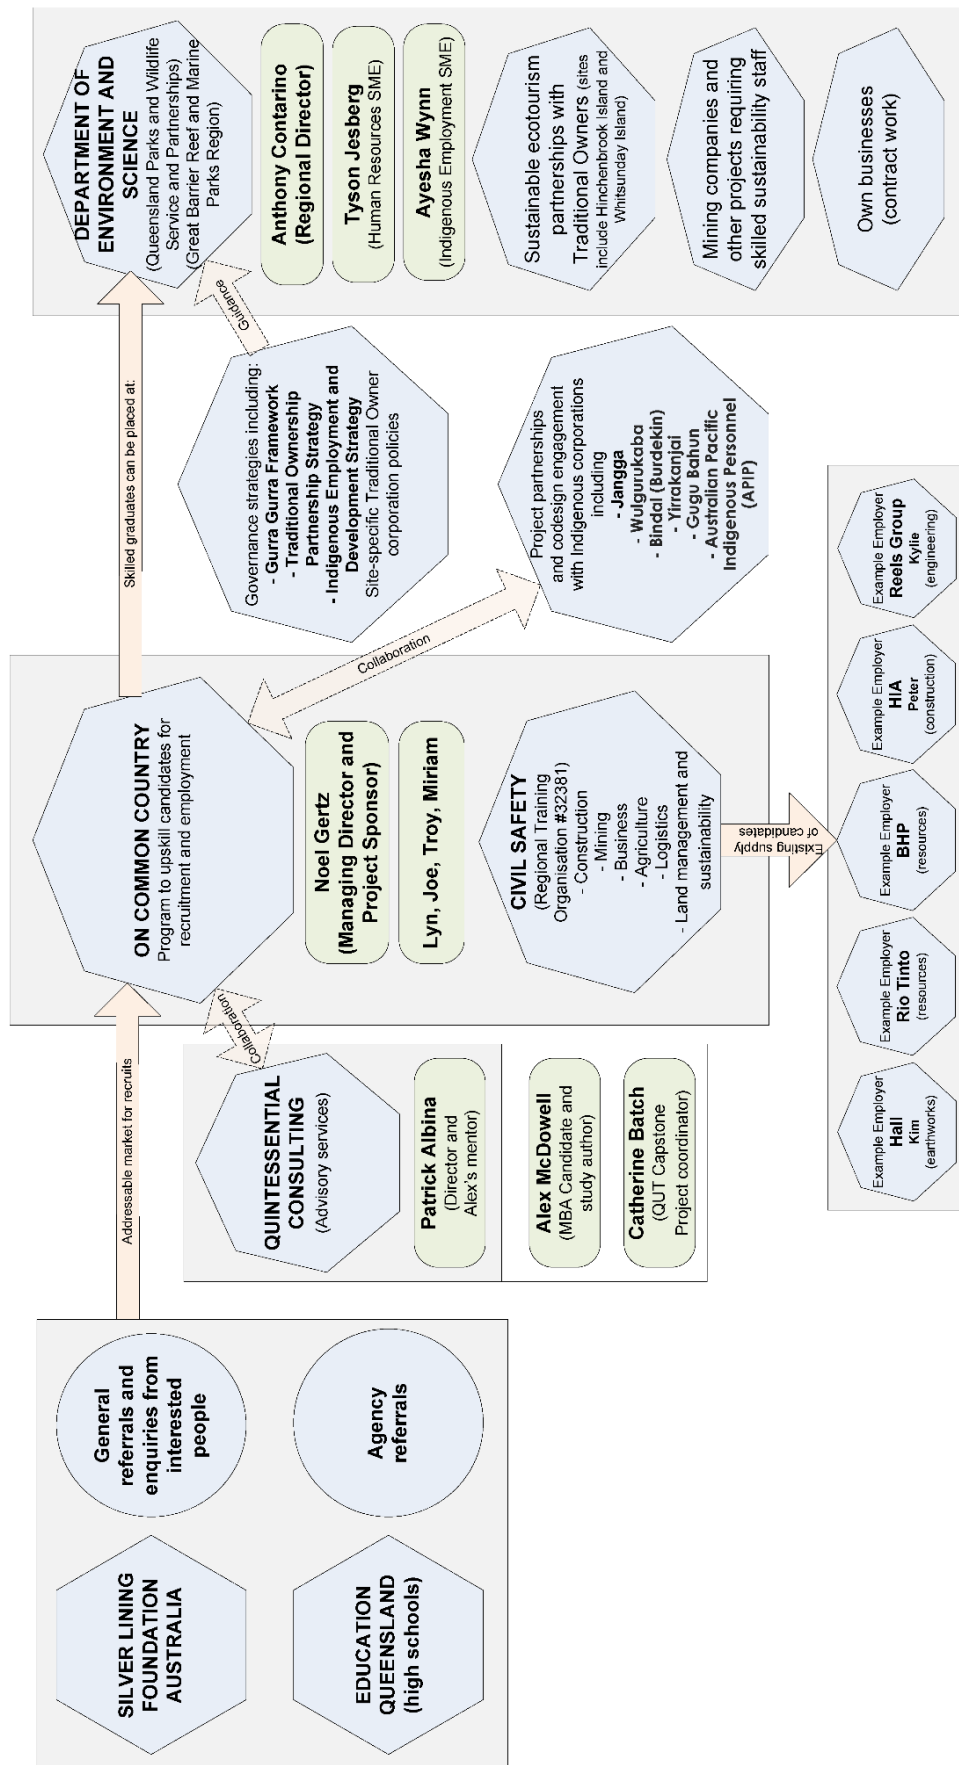 SILVER LINING
FOUNDATION
AUSTRALIA
General
referrals and
enquiries from
interested
people
EDUCATION
QUEENSLAND
(high schools)
Agency
referrals
Addressable market for recruits
QUINTESSENTIAL
CONSULTING
(Advisory services)
Patrick Albina
(Director and
Alex's mentor)
Alex McDowell
(MBA Candidate and
study author)
Catherine Batch
(QUT Capstone
Project coordinator)
Collaboration
ON COMMON COUNTRY
Program to upskill candidates for
recruitment and employment
Noel Gertz
(Managing Director and
Project Sponsor)
Lyn, Joe, Troy, Miriam
CIVIL SAFETY
(Regional Training
Organisation #32381)
- Construction
- Mining
- Business
- Agriculture
- Logistics
- Land management and
sustainability
Existing supply
of candidates
Example Employer
Hall
Kim
(earthworks)
Example Employer
Rio Tinto
(resources)
Example Employer
BHP
(resources)
Example Employer
HIA
Peter
(construction)
Example Employer
Reels Group
Kylie
(engineering)
Collaboration
Skilled graduates can be placed at:
Governance strategies including:
- Gurra Gurra Framework
- Traditional Ownership
Partnership Strategy
- Indigenous Employment and
Development Strategy
Site-specific Traditional Owner
corporation policies
Guidance
Project partnerships
and codesign engagement
with Indigenous corporations
including
- Jangga
- Wulgurukaba
- Bindal (Burdekin)
- Yirrakanjai
- Gugu Bahun
- Australian Pacific
Indigenous Personnel
(APIP)
DEPARTMENT OF
ENVIRONMENT AND
SCIENCE
(Queensland Parks and Wildlife
Service and Partnerships)
(Great Barrier Reef and Marine
Parks Region)
Anthony Contarino
(Regional Director)
Tyson Jesberg
(Human Resources SME)
Ayesha Wynn
(Indigenous Employment SME)
Sustainable ecotourism
partnerships with
Traditional Owners (sites
include Hinchenbrook Island and
Whitsunday Island)
Mining companies and
other projects requiring
skilled sustainability staff
Own businesses
(contract work)